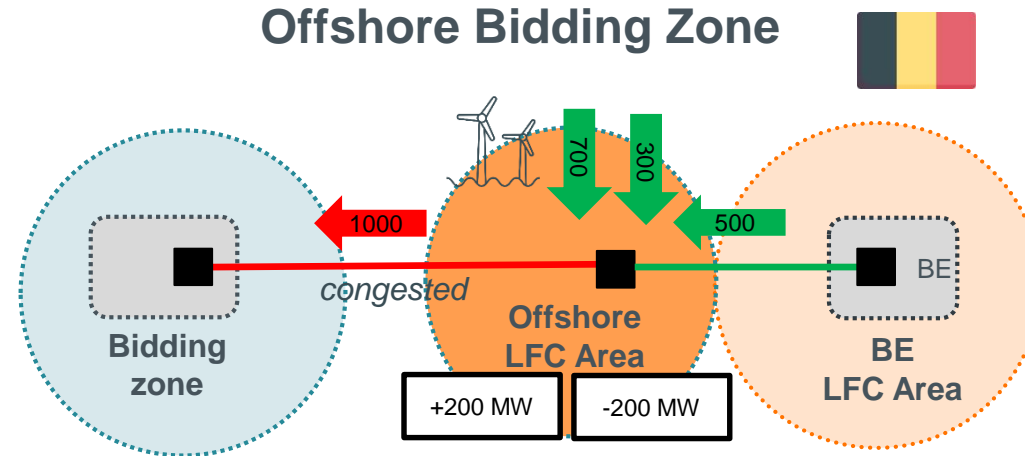 Offshore Bidding Zone
700
300
1000
500
congested
BE
Bidding
zone
Offshore
LFC Area
BE
LFC Area
+200 MW
-200 MW